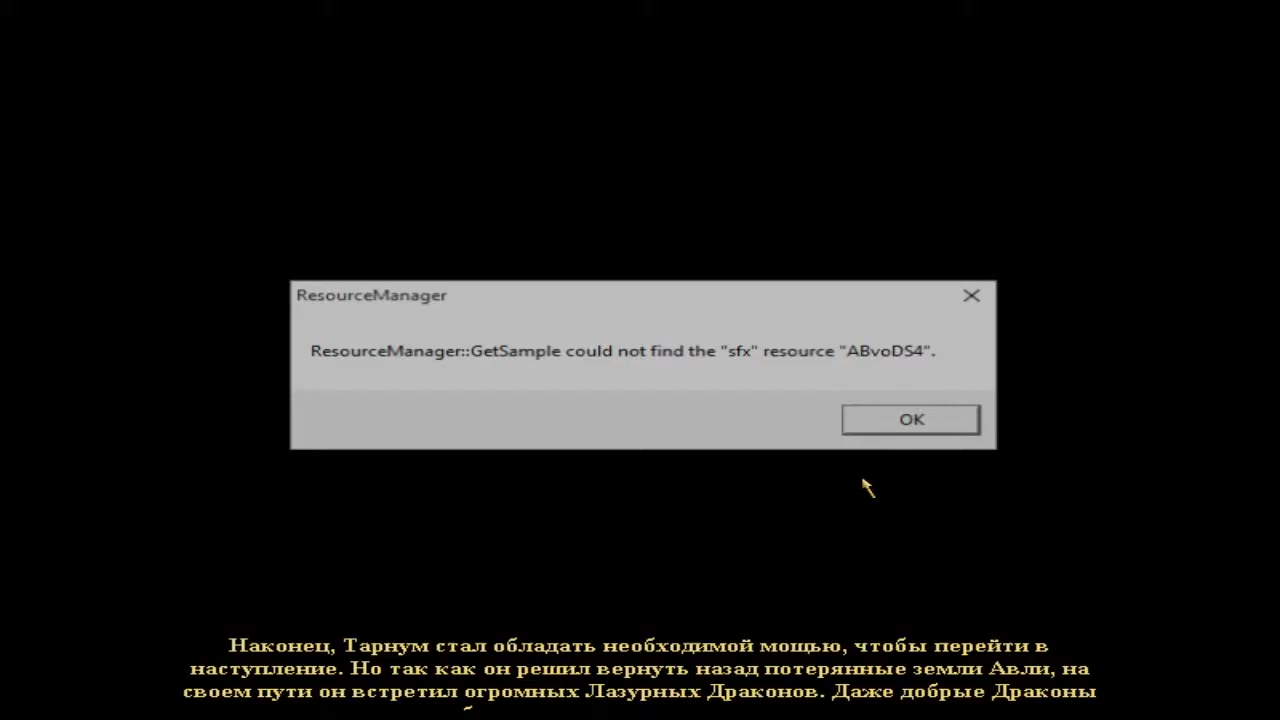 ResourceManager
ResourceManager::GetSample could not find the "sfx" resource "ABvoDS4".
OK
Наконец, Тарнум стал обладать необходимой мощью, чтобы перейти в
наступление. Но так как он решил вернуть назад потерянные земли Авли, на
своем пути он встретил огромных Лазурных Драконов. Даже добрые Драконы